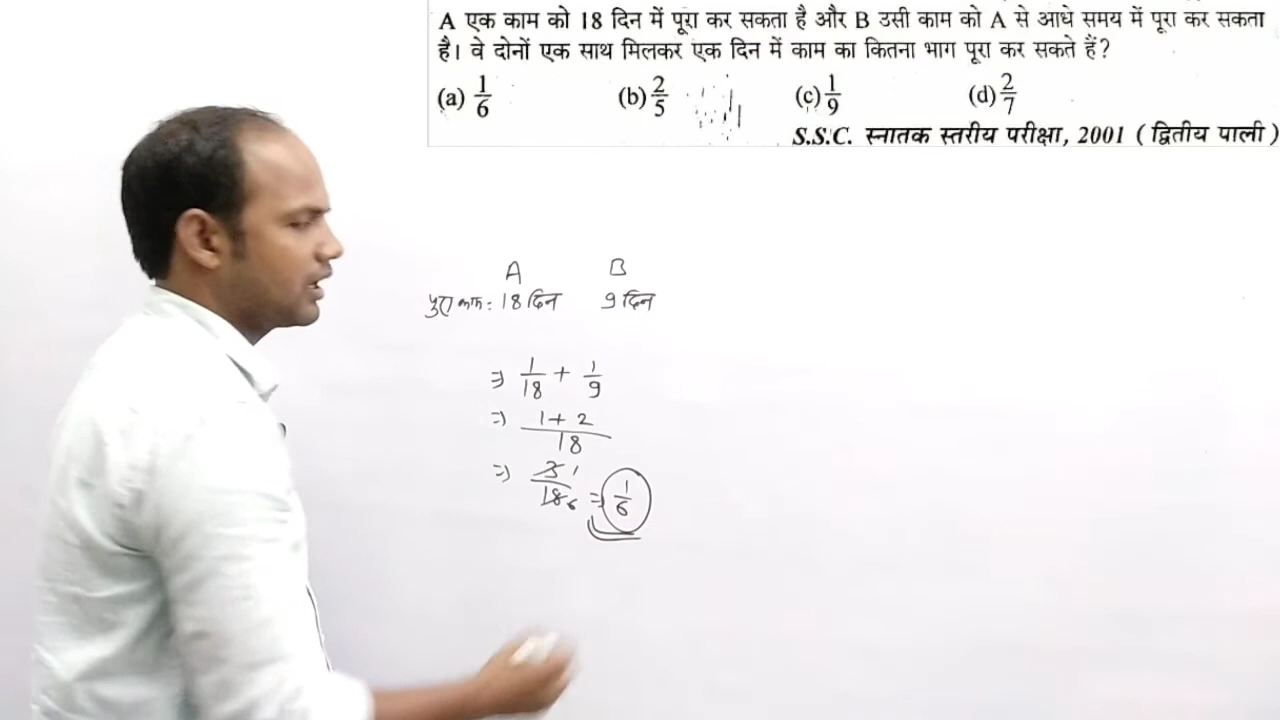 A एक काम को 18 दिन में पूरा कर सकता है और B उसी काम को A से आधे समय में पूरा कर सकता
है। वे दोनों एक साथ मिलकर एक दिन में काम का कितना भाग पूरा कर सकते हैं?
(a) 1/6 (b) 2/5 (c) 1/9 (d) 2/7
S.S.C. स्नातक स्तरीय परीक्षा, 2001 ( द्वितीय पाली )
A B
पुरा काम: 18 दिन 9 दिन
⇒ 1/18 + 1/9
⇒ 1+2/18
⇒ 3 1/18 6 = 1/6